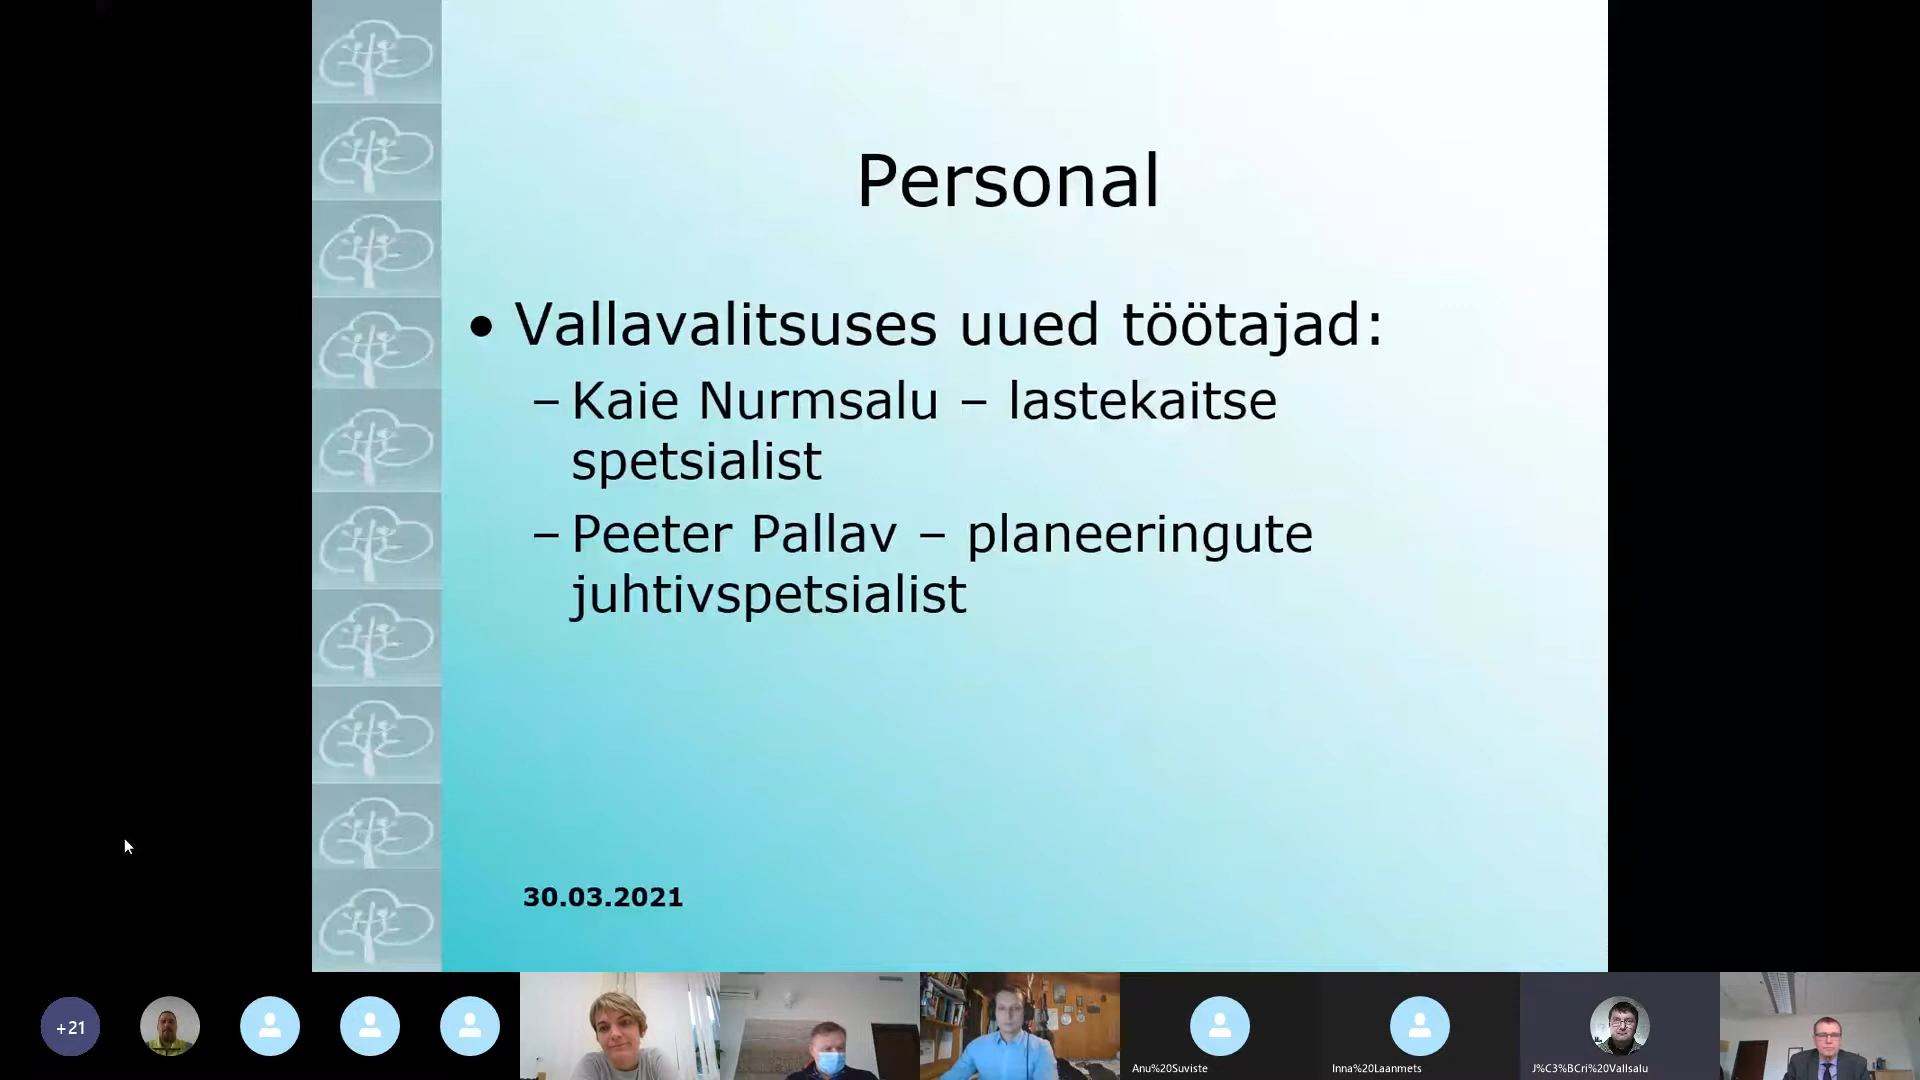 Personal
• Vallavalitsuses uued töötajad:
– Kaie Nurmsalu – lastekaitse
spetsialist
– Peeter Pallav – planeeringute
juhtivspetsialist
30.03.2021
+21
Anu%20Suviste
Inna%20Laanmets
J%C3%BCri%20Vallsalu